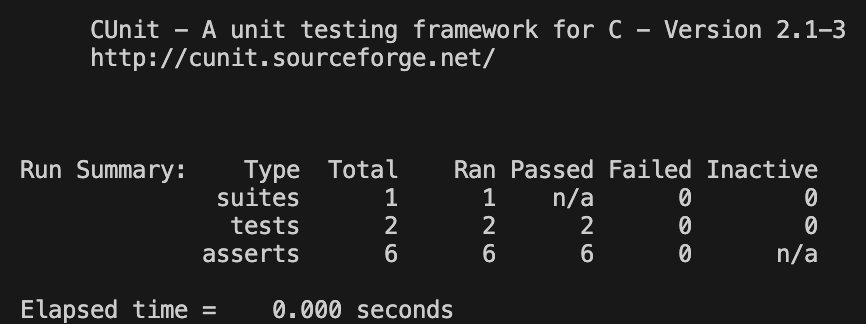 CUnit - A unit testing framework for C - Version 2.1-3
http://cunit.sourceforge.net/
Run Summary: Type Total Ran Passed Failed Inactive
suites 1 1 n/a 0 0
tests 2 2 2 0 0
asserts 6 6 6 0 n/a
Elapsed time = 0.000 seconds